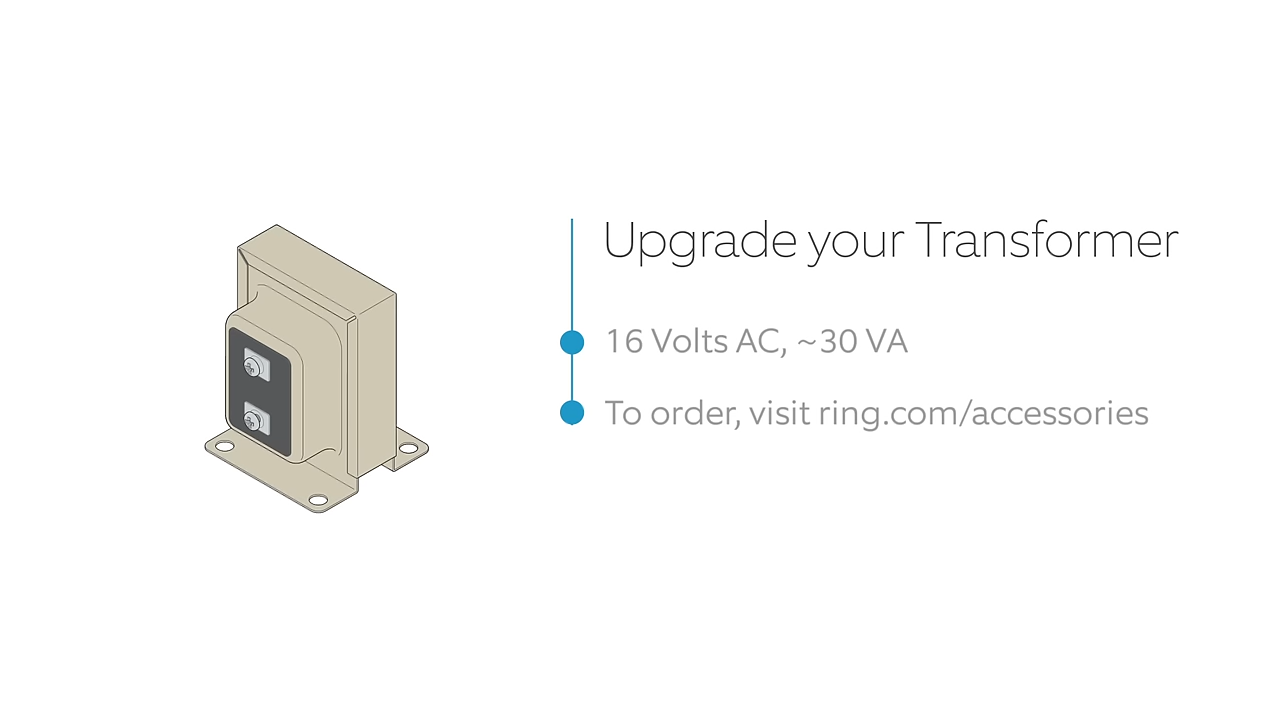 Upgrade your Transformer
16 Volts AC, ~30 VA
To order, visit ring.com/accessories